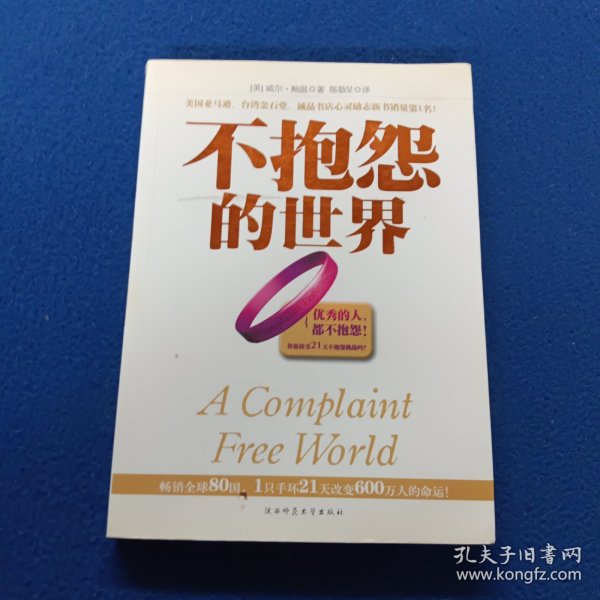 [美] 威尔·鲍温◎著 陈敬旻◎译
美国亚马逊、台湾金石堂、诚品书店心灵励志新书销量第1名!
不抱怨
的世界
Complaint Free
优秀的人，
都不抱怨!
你愿接受21天不抱怨挑战吗?
A Complaint
Free World
畅销全球80国，1只手环21天改变600万人的命运!
陕西师范大学出版社
孔夫子旧书网
www.kongfz.com